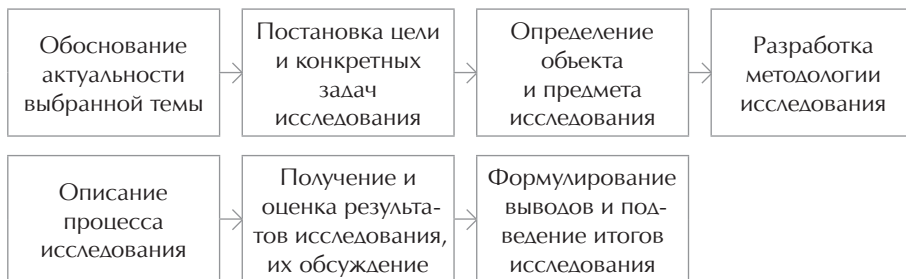 Обоснование
актуальности
выбранной темы
Постановка цели
и конкретных
задач
исследования
Определение
объекта
и предмета
исследования
Разработка
методологии
исследования
Описание
процесса
исследования
Получение и
оценка результа-
тов исследования,
их обсуждение
Формулирование
выводов и под-
ведение итогов
исследования